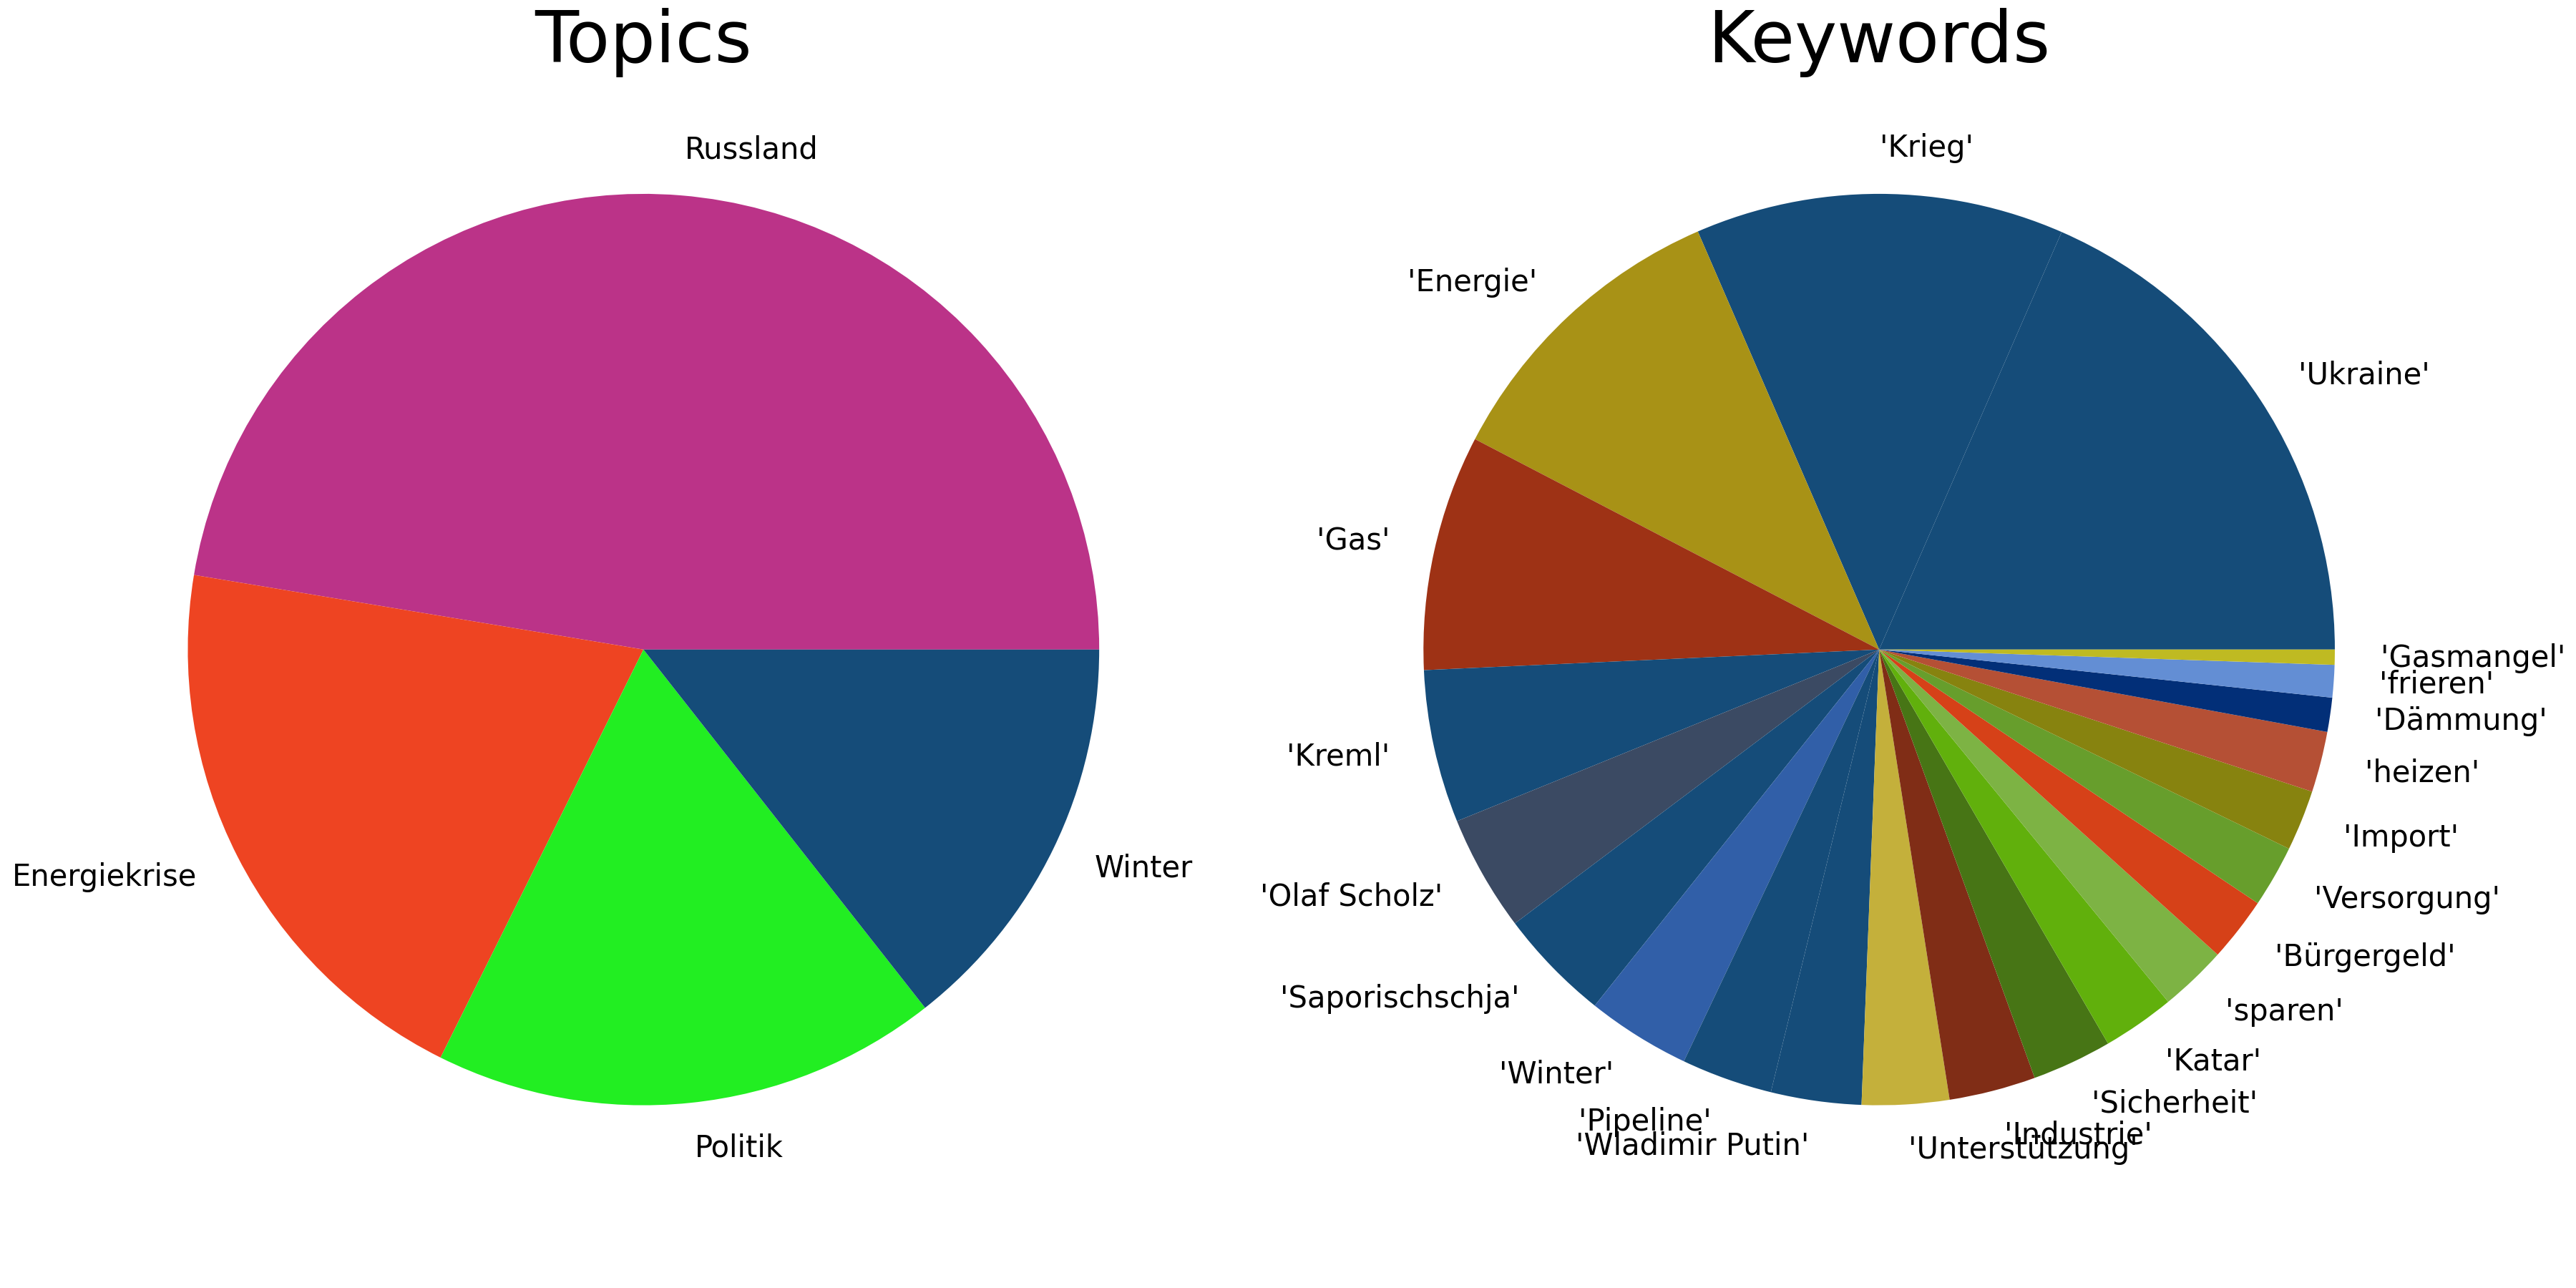 Topics
Russland
Energiekrise
Politik
Winter
Keywords
'Krieg'
'Ukraine'
'Energie'
'Gas'
'Kreml'
'Olaf Scholz'
'Saporischschja'
'Winter'
'Pipeline'
'Wladimir Putin'
'Unterstützung'
'Industrie'
'Sicherheit'
'Katar'
'sparen'
'Bürgergeld'
'Versorgung'
'Import'
'heizen'
'Dämmung'
'frieren'
'Gasmangel'